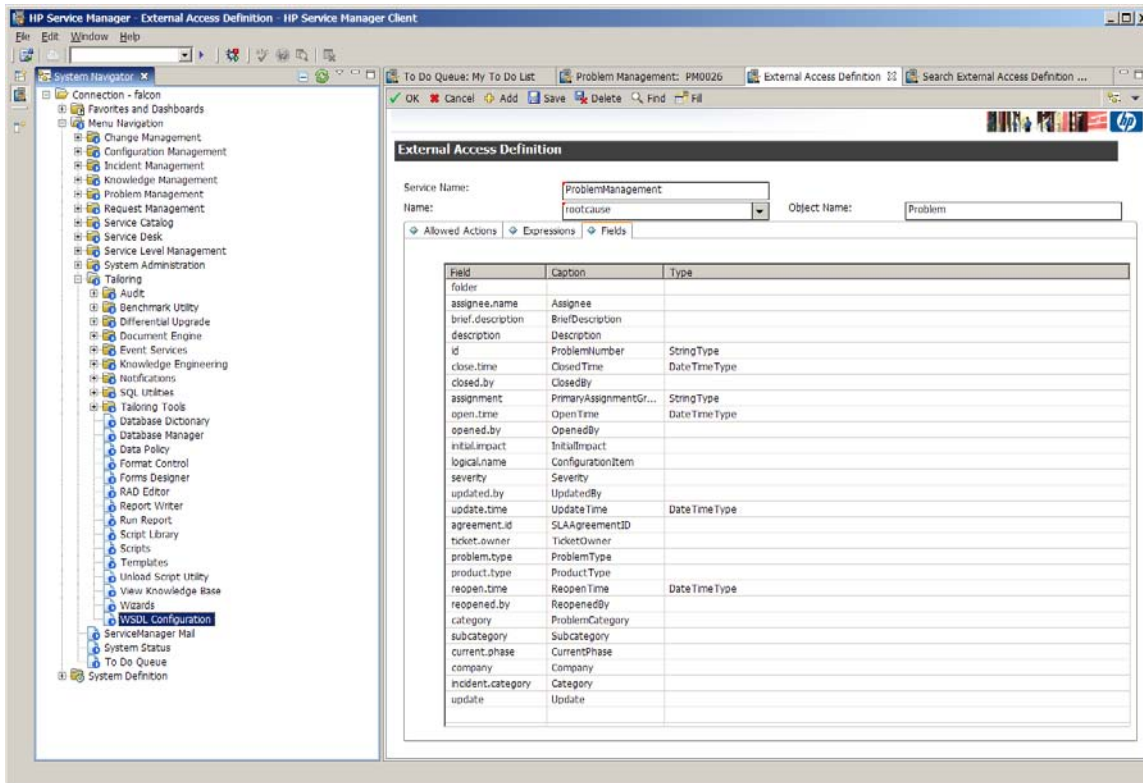 HP Service Manager - External Access Definition - HP Service Manager Client
File Edit Window Help
System Navigator
Connection - falcon
Favorites and Dashboards
Menu Navigation
Change Management
Configuration Management
Incident Management
Knowledge Management
Problem Management
Request Management
Service Catalog
Service Desk
Service Level Management
System Administration
Tailoring
Audit
Benchmark Utility
Differential Upgrade
Document Engine
Event Services
Knowledge Engineering
Notifications
SQL Utilities
Tailoring Tools
Database Dictionary
Database Manager
Data Policy
Format Control
Forms Designer
RAD Editor
Report Writer
Run Report
Script Library
Scripts
Templates
Unload Script Utility
View Knowledge Base
Wizards
WSDL Configuration
ServiceManager Mail
System Status
To Do Queue
System Definition
To Do Queue: My To Do List Problem Management: PM0026 External Access Definition Search External Access Definition ...
OK Cancel Add Save Delete Find Fill
hp
External Access Definition
Service Name: ProblemManagement
Name: rootcause Object Name: Problem
Allowed Actions Expressions Fields
Field Caption Type
folder
assignee.name Assignee
brief.description BriefDescription
description Description
id ProblemNumber StringType
close.time ClosedTime DateTimeType
closed.by ClosedBy
assignment PrimaryAssignmentGr... StringType
open.time OpenTime DateTimeType
opened.by OpenedBy
initial.impact InitialImpact
logical.name ConfigurationItem
severity Severity
updated.by UpdatedBy
update.time UpdateTime DateTimeType
agreement.id SLAAgreementID
ticket.owner TicketOwner
problem.type ProblemType
product.type ProductType
reopen.time ReopenTime DateTimeType
reopened.by ReopenedBy
category ProblemCategory
subcategory Subcategory
current.phase CurrentPhase
company Company
incident.category Category
update Update